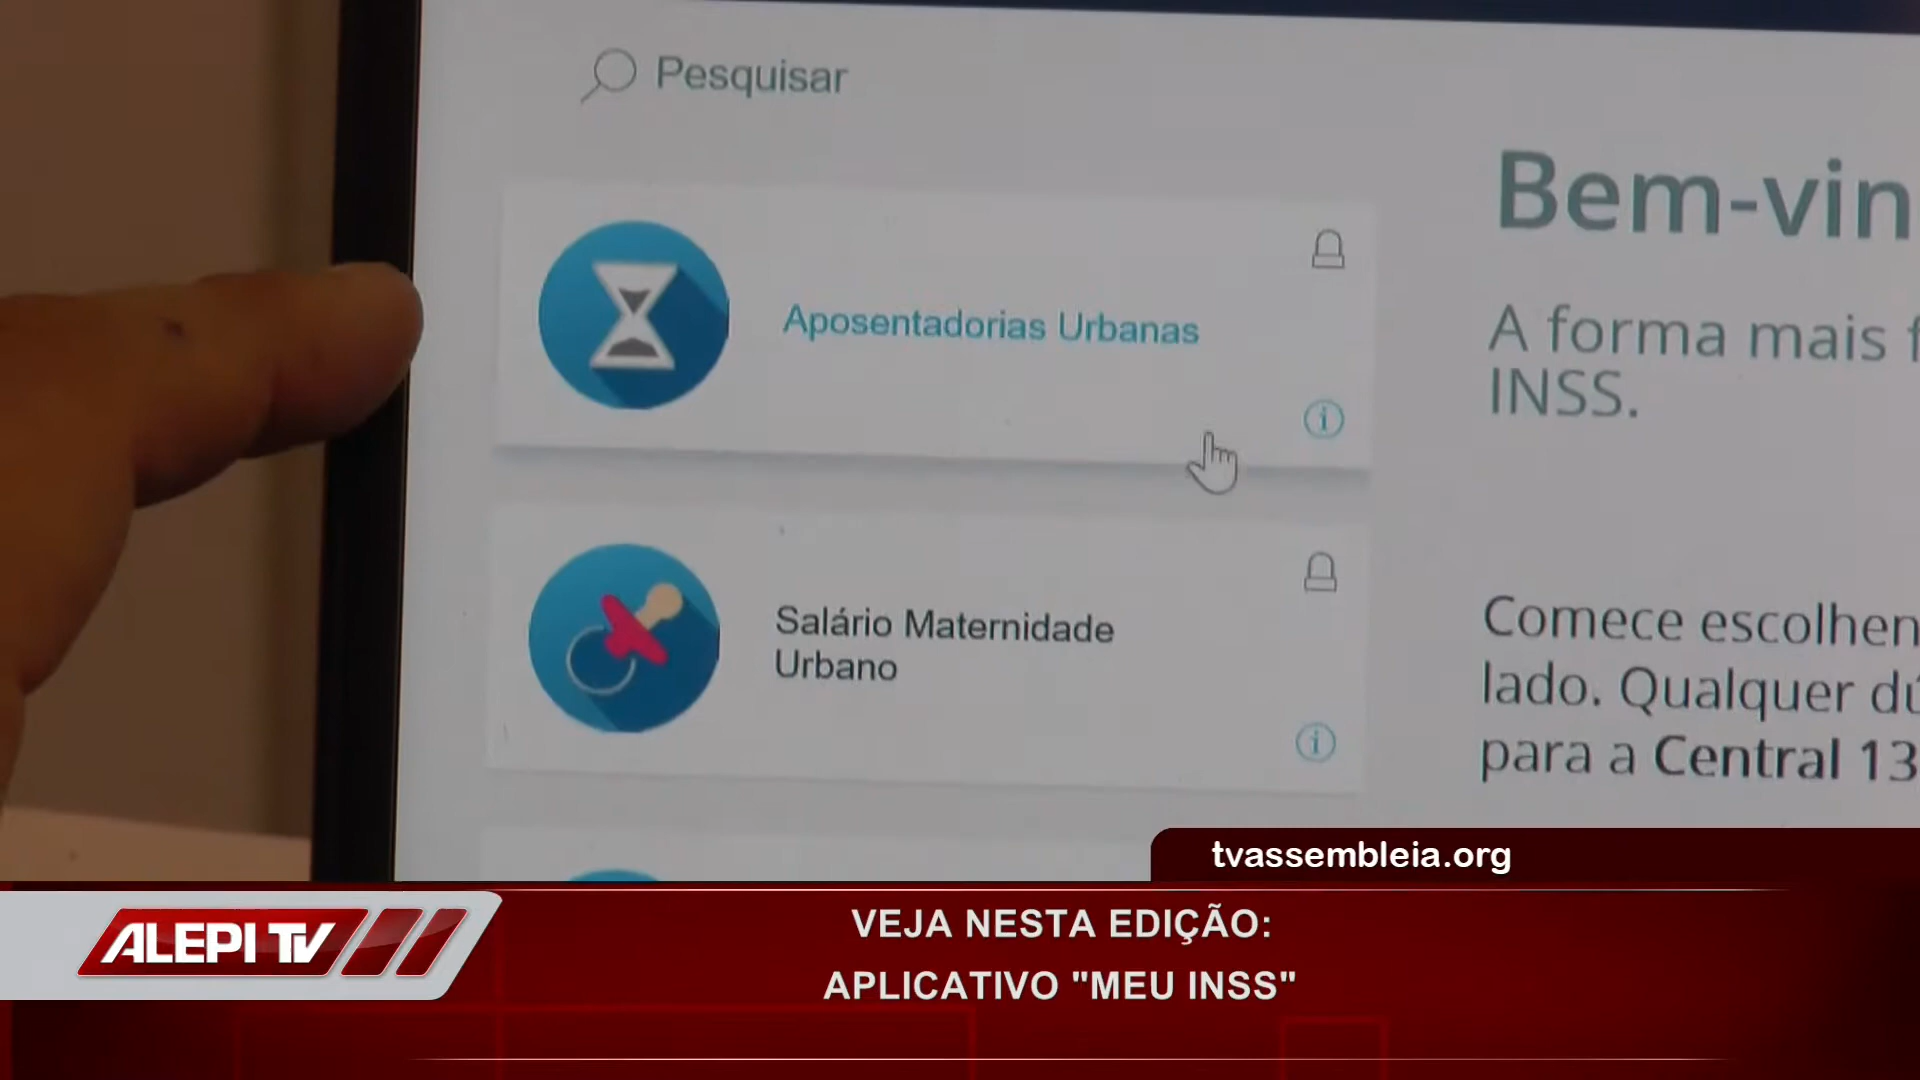 Pesquisar
Aposentadorias Urbanas
Salário Maternidade
Urbano
Bem-vin
A forma mais f
INSS.
Comece escolhen
lado. Qualquer dú
para a Central 13
tvassembleia.org
ALEPI TV
VEJA NESTA EDIÇÃO:
APLICATIVO "MEU INSS"